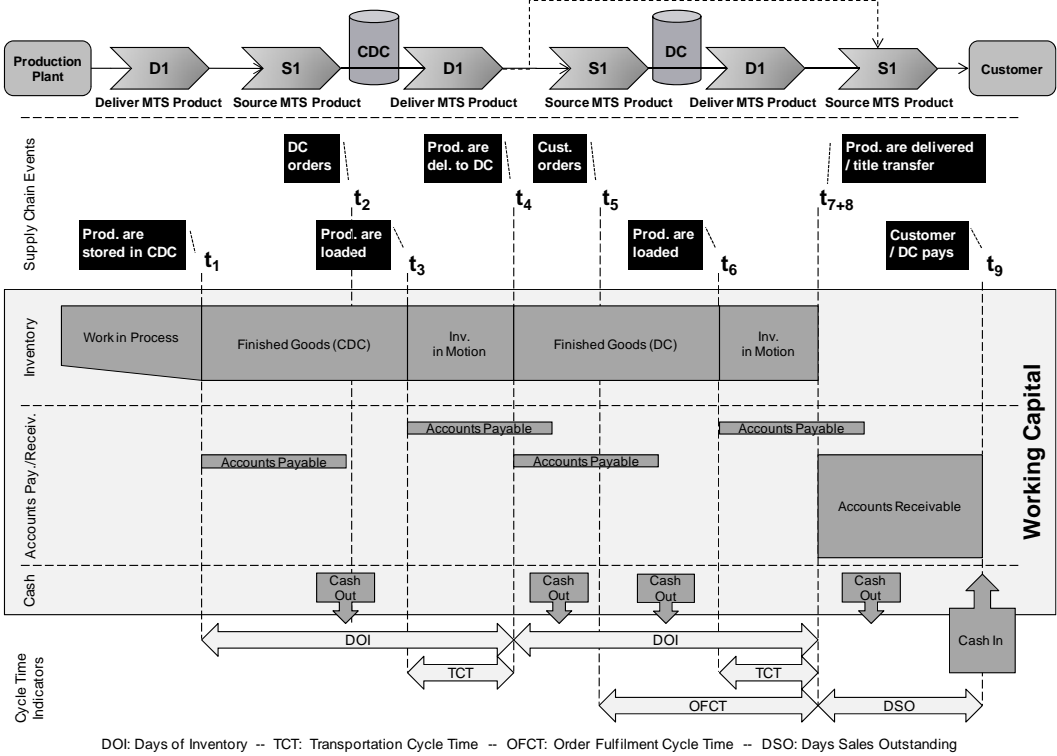 CDC
DC
Production
Plant
D1
S1
D1
S1
D1
S1
Customer
Deliver MTS Product
Source MTS Product
Deliver MTS Product
Source MTS Product
Deliver MTS Product
Source MTS Product
Supply Chain Events
DC
orders
Prod. are
del. to DC
Cust.
orders
Prod. are delivered
/ title transfer
t2
t4
t5
t7+8
Prod. are
stored in CDC
Prod. are
loaded
Prod. are
loaded
Customer
/ DC pays
t1
t3
t6
t9
Inventory
Work in Process
Finished Goods (CDC)
Inv.
in Motion
Finished Goods (DC)
Inv.
in Motion
Working Capital
Accounts Pay./Receiv.
Accounts Payable
Accounts Payable
Accounts Payable
Accounts Payable
Accounts Receivable
Cash
Cash
Out
Cash
Out
Cash
Out
Cash
Out
Cash In
Cycle Time
Indicators
DOI
DOI
TCT
TCT
OFCT
DSO
DOI: Days of Inventory -- TCT: Transportation Cycle Time -- OFCT: Order Fulfilment Cycle Time -- DSO: Days Sales Outstanding